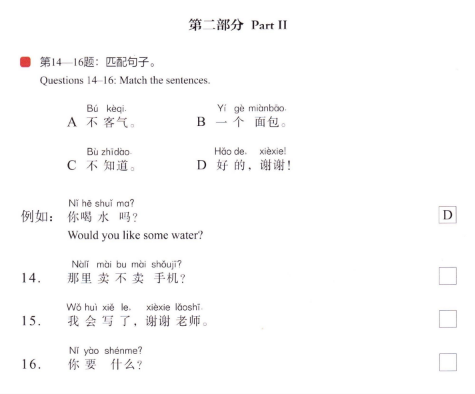 第二部分 Part II
第14—16题：匹配句子。
Questions 14-16: Match the sentences.
Bú kèqi. Yí gè miànbāo.
A 不客气。 B 一个 面包。
Bù zhīdào. Hǎo de, xièxie!
C 不知道。 D 好的，谢谢！
Nǐ hē shuǐ ma?
例如： 你喝 水 吗？ D
Would you like some water?
Nàlǐ mài bu mài shǒujī?
14. 那里 卖 不 卖 手机？
Wǒ huì xiě le, xièxie lǎoshī.
15. 我 会 写 了，谢谢 老师。
Nǐ yào shénme?
16. 你 要 什么？